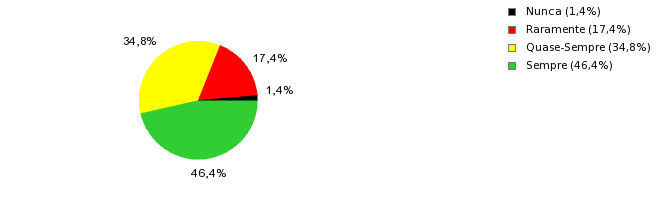 34,8%
17,4%
1,4%
46,4%
Nunca (1,4%)
Raramente (17,4%)
Quase-Sempre (34,8%)
Sempre (46,4%)